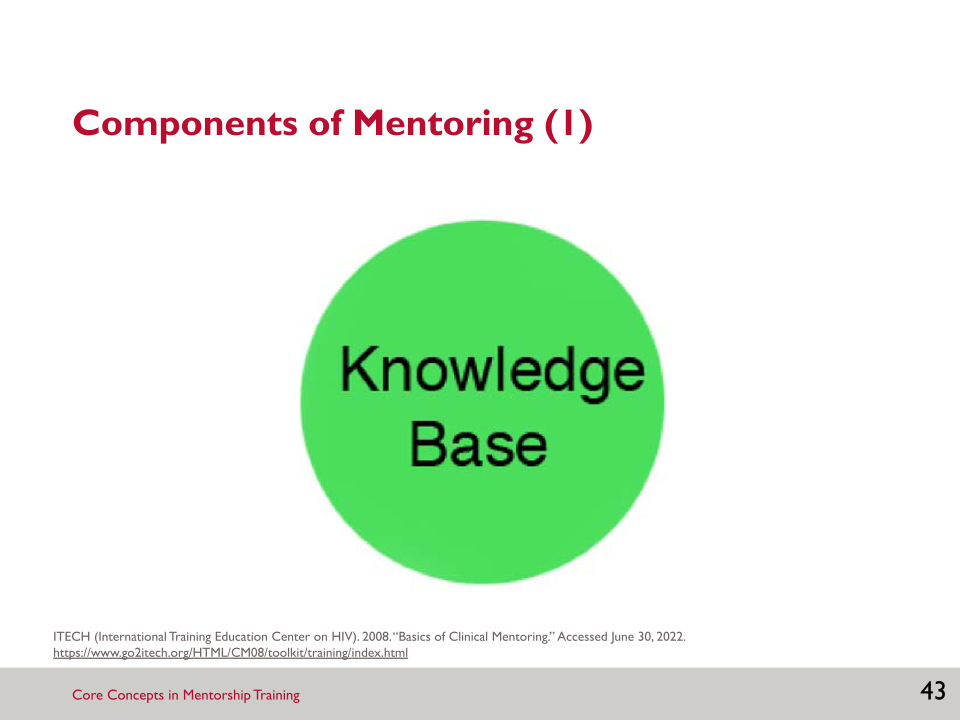 Components of Mentoring (1)
Knowledge
Base
ITECH (International Training Education Center on HIV). 2008. “Basics of Clinical Mentoring.” Accessed June 30, 2022.
https://www.go2itech.org/HTML/CM08/toolkit/training/index.html
Core Concepts in Mentorship Training
43